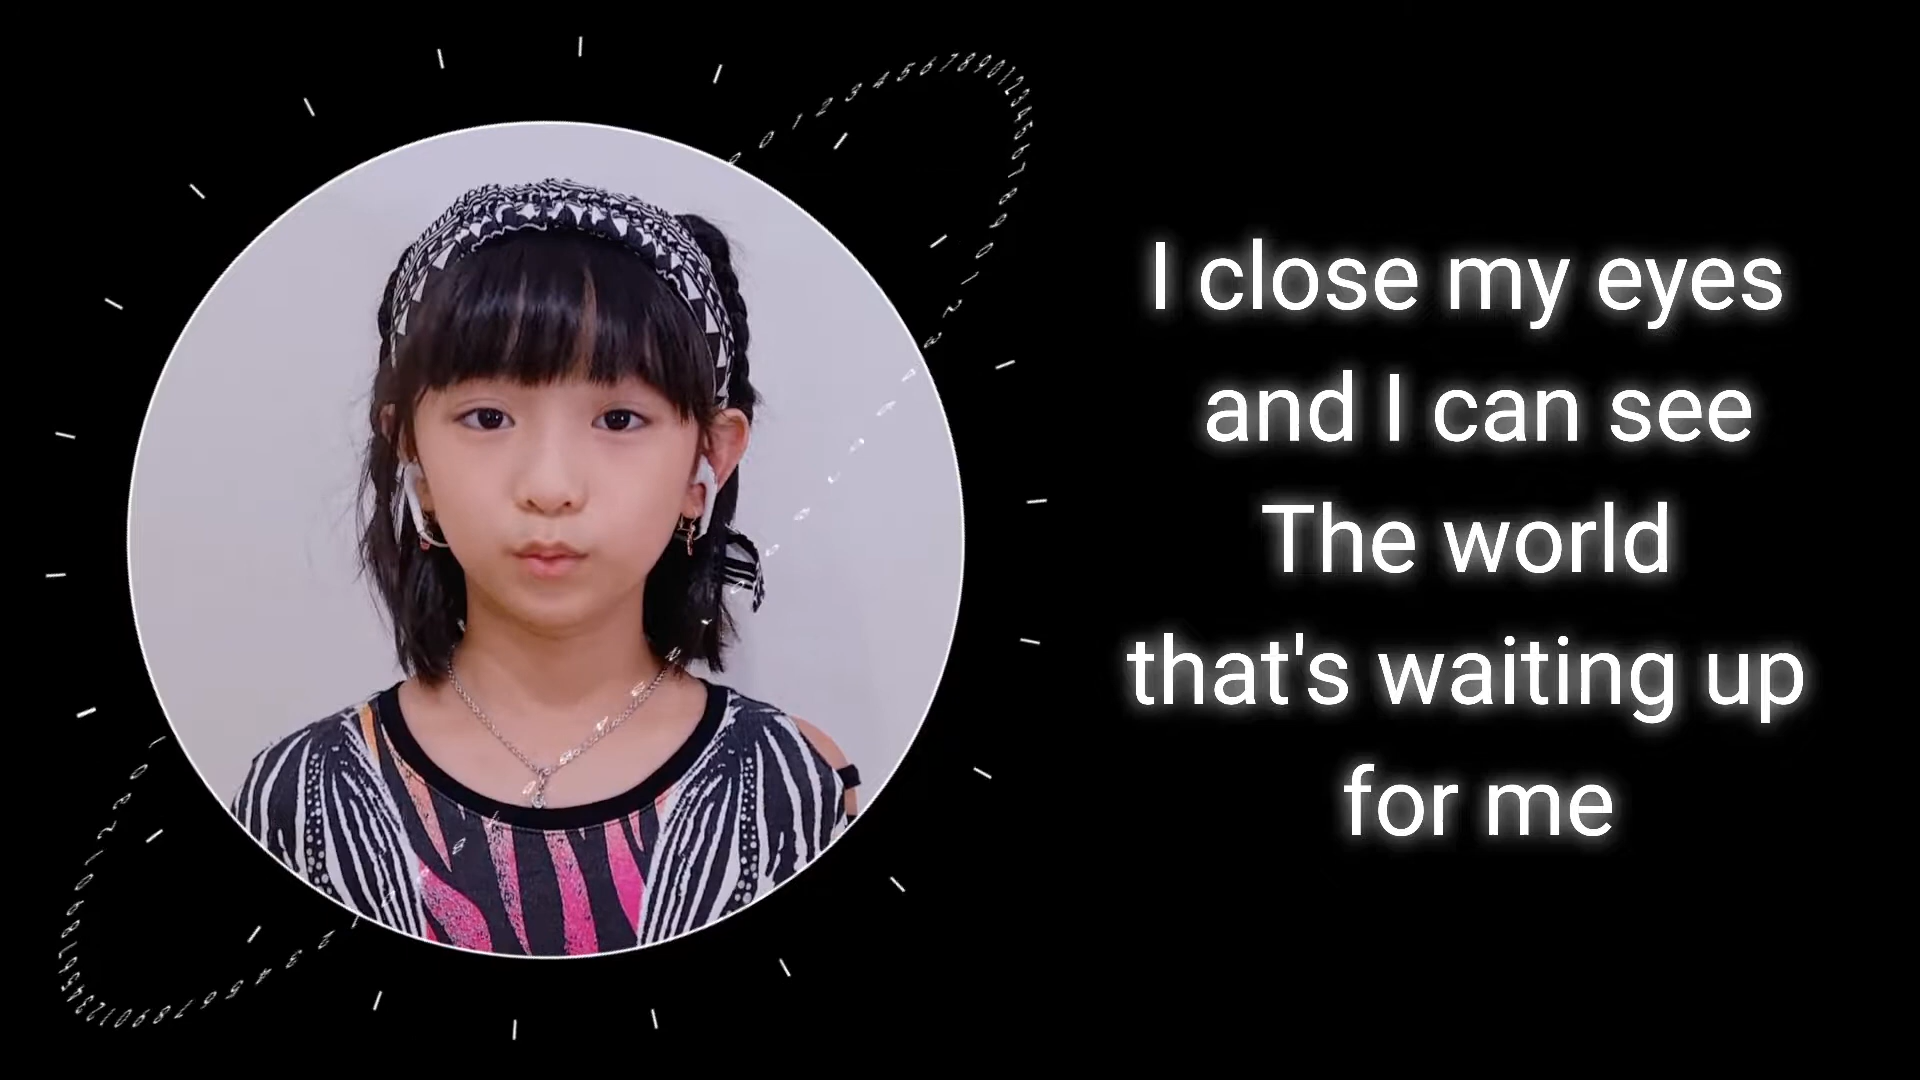 I close my eyes
and I can see
The world
that's waiting up
for me